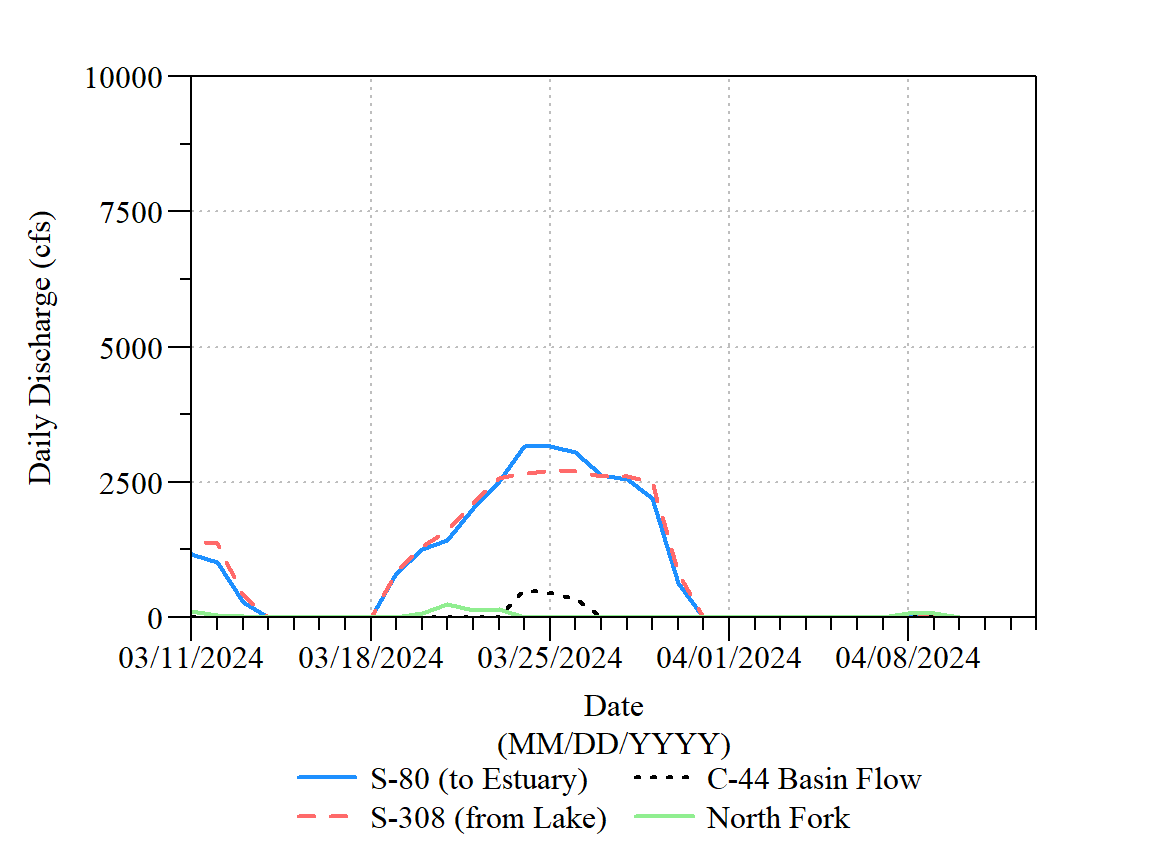 10000
7500
5000
2500
0
Daily Discharge (cfs)
03/11/2024 03/18/2024 03/25/2024 04/01/2024 04/08/2024
Date
(MM/DD/YYYY)
S-80 (to Estuary) C-44 Basin Flow
S-308 (from Lake) North Fork